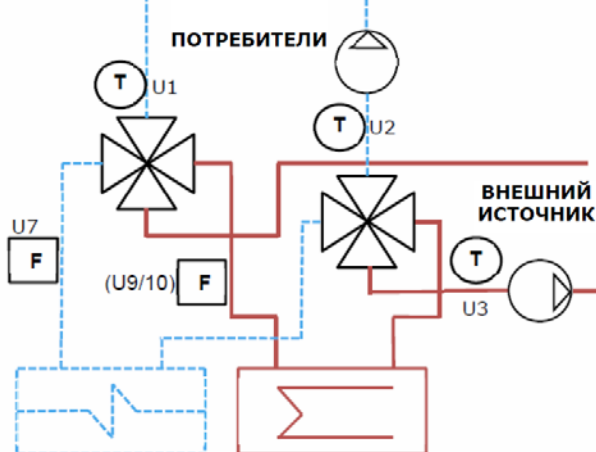 ПОТРЕБИТЕЛИ
T
U1
T
U2
ВНЕШНИЙ
ИСТОЧНИК
U7
F
(U9/10)
F
T
U3